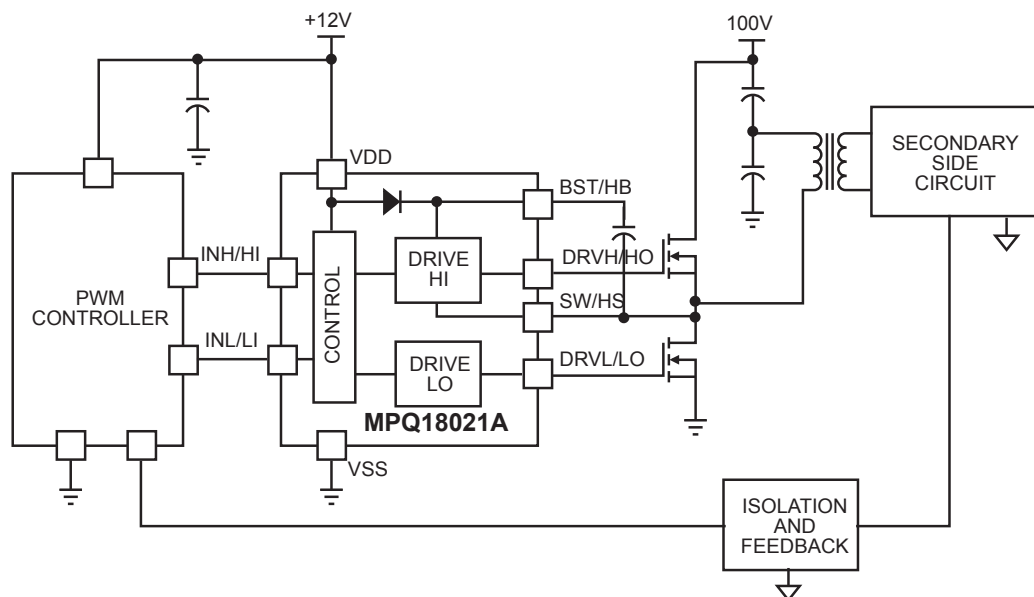 +12V
100V
VDD
BST/HB
SECONDARY
SIDE
CIRCUIT
INH/HI
DRIVE
HI
DRVH/HO
PWM
CONTROLLER
CONTROL
SW/HS
INL/LI
DRIVE
LO
DRVL/LO
MPQ18021A
VSS
ISOLATION
AND
FEEDBACK